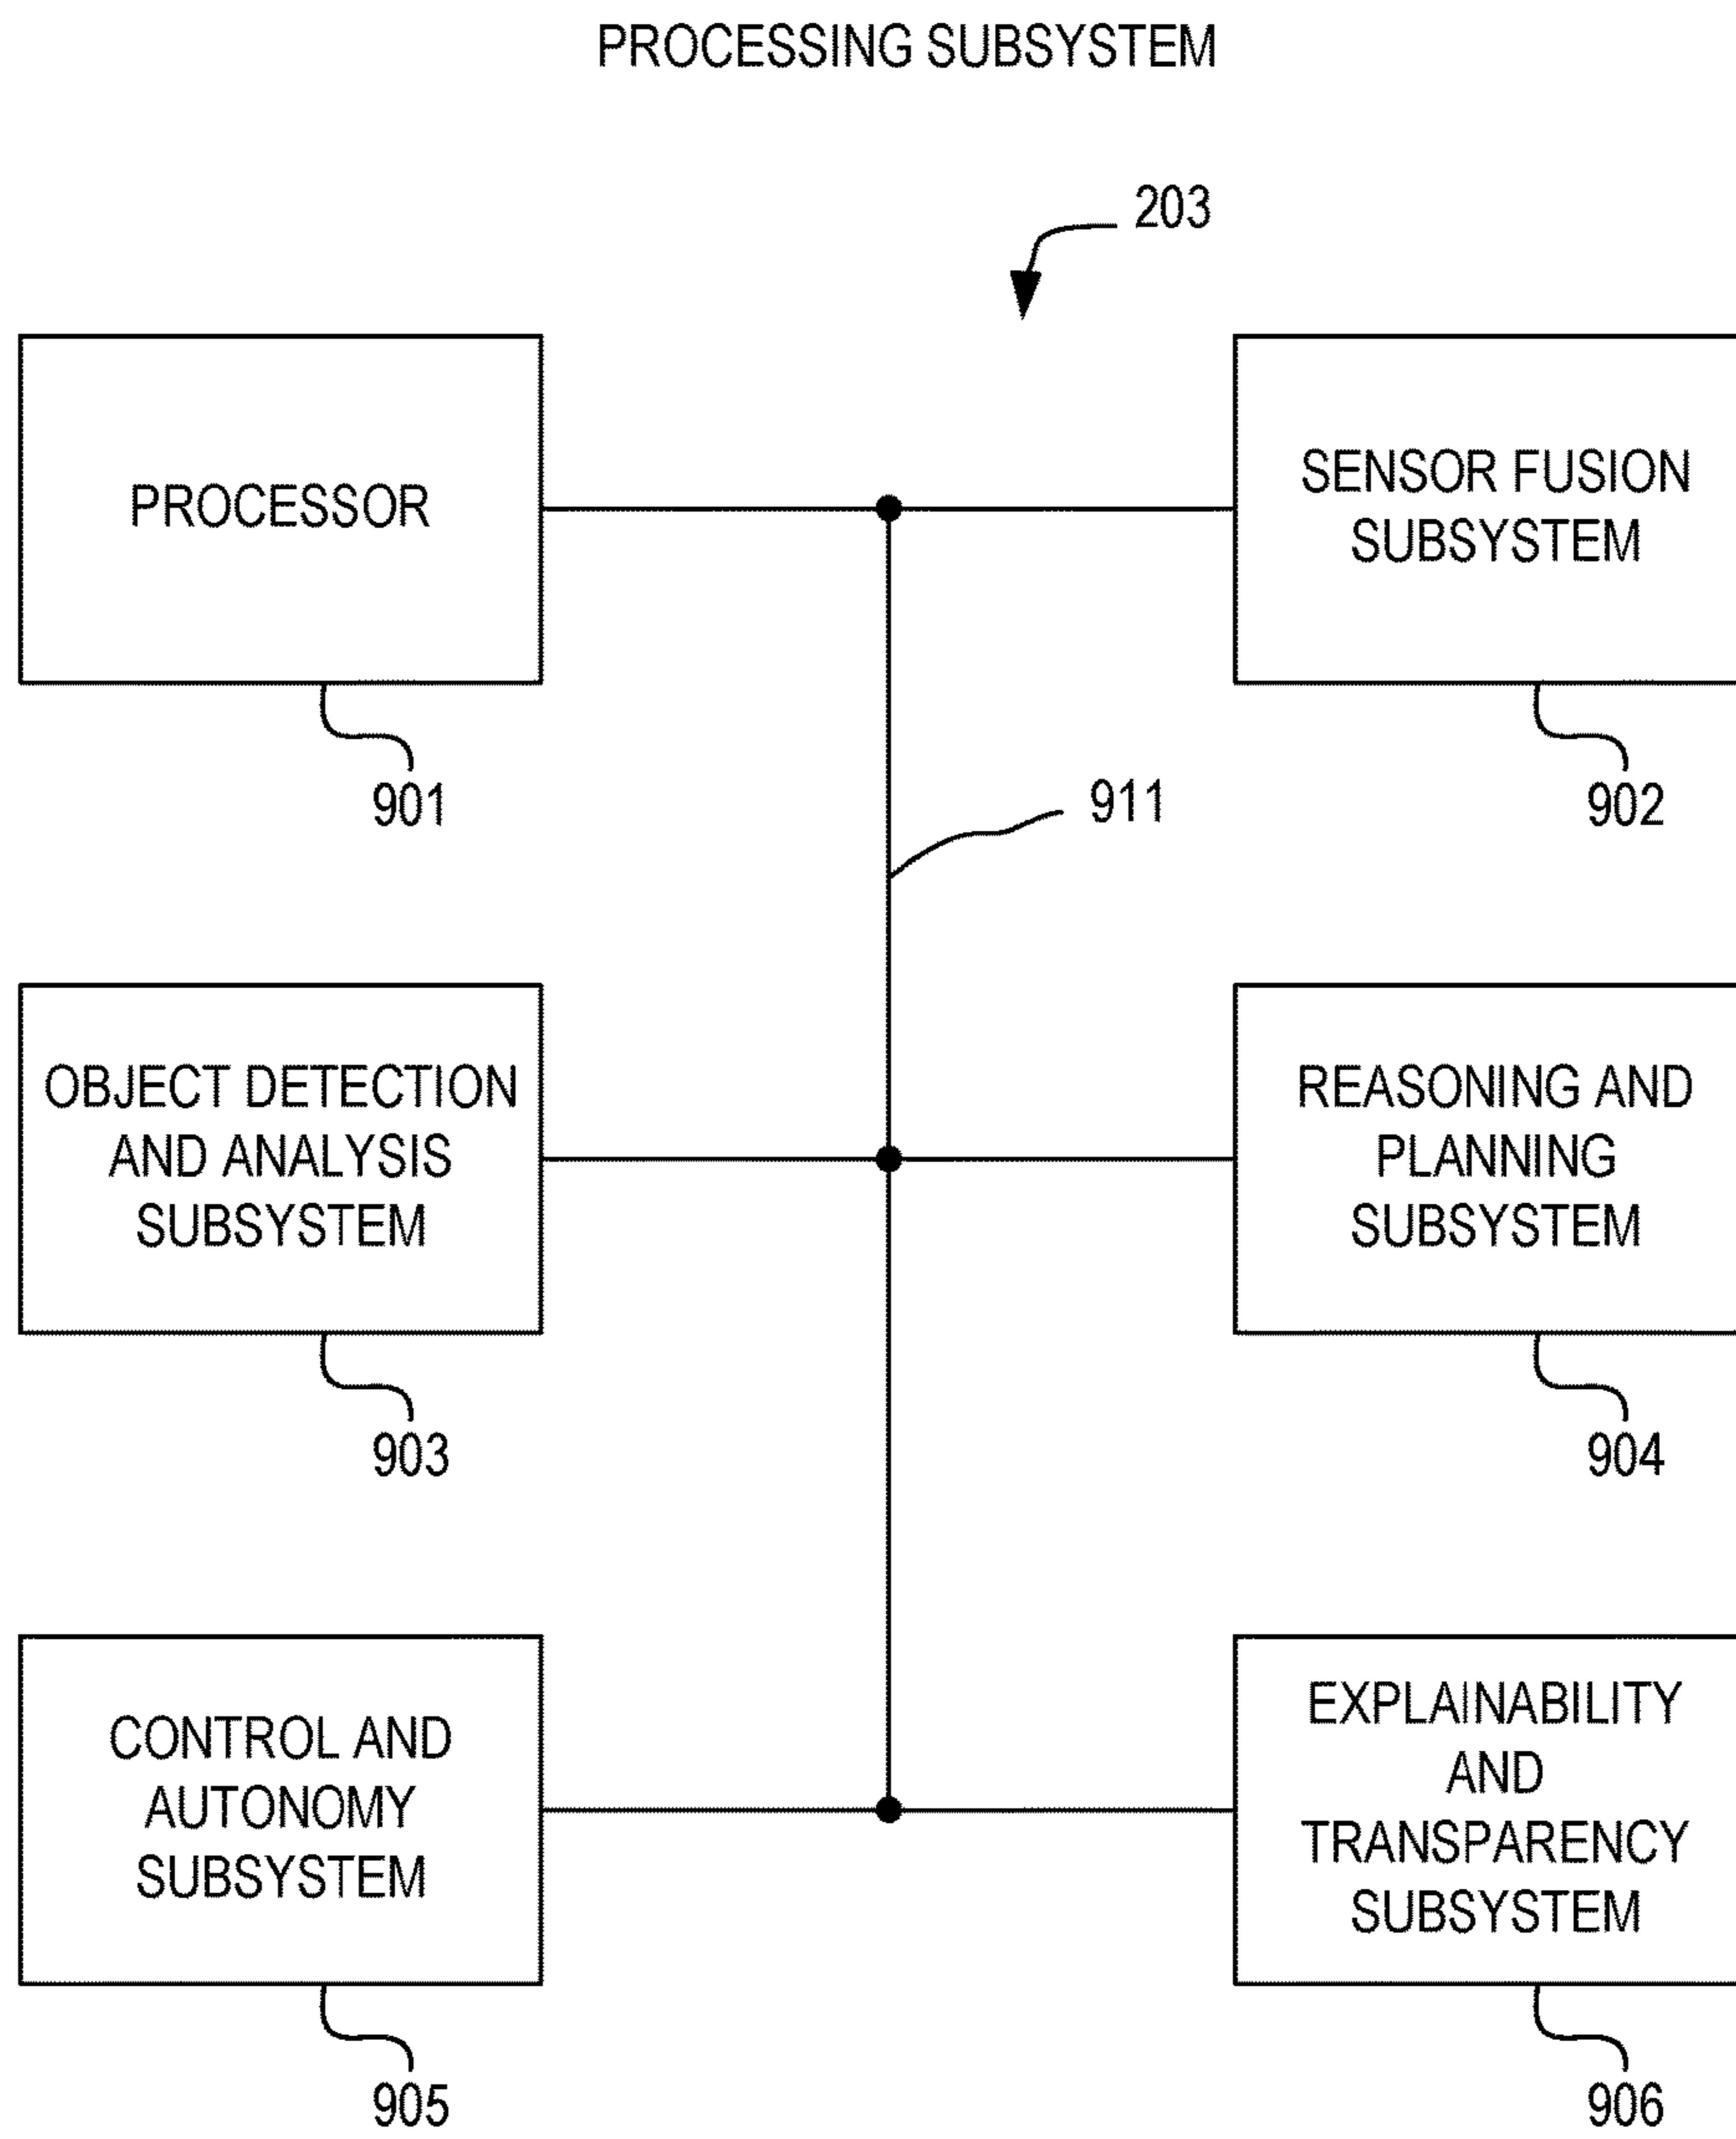 PROCESSING SUBSYSTEM
203
PROCESSOR
901
SENSOR FUSION
SUBSYSTEM
902
911
OBJECT DETECTION
AND ANALYSIS
SUBSYSTEM
903
REASONING AND
PLANNING
SUBSYSTEM
904
CONTROL AND
AUTONOMY
SUBSYSTEM
905
EXPLAINABILITY
AND
TRANSPARENCY
SUBSYSTEM
906